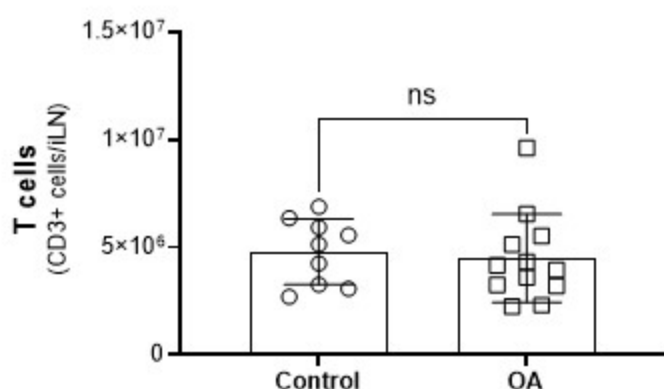 1.5×10⁷
ns
1×10⁷
T cells
(CD3+ cells/iLN)
5×10⁶
0
Control
OA